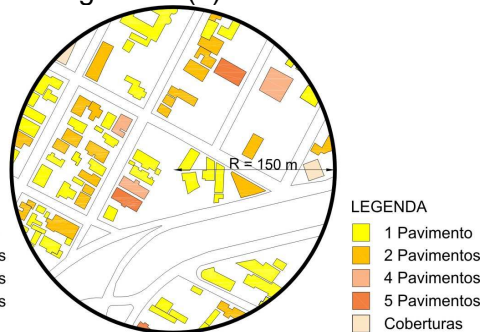 R = 150 m
LEGENDA
1 Pavimento
2 Pavimentos
4 Pavimentos
5 Pavimentos
Coberturas